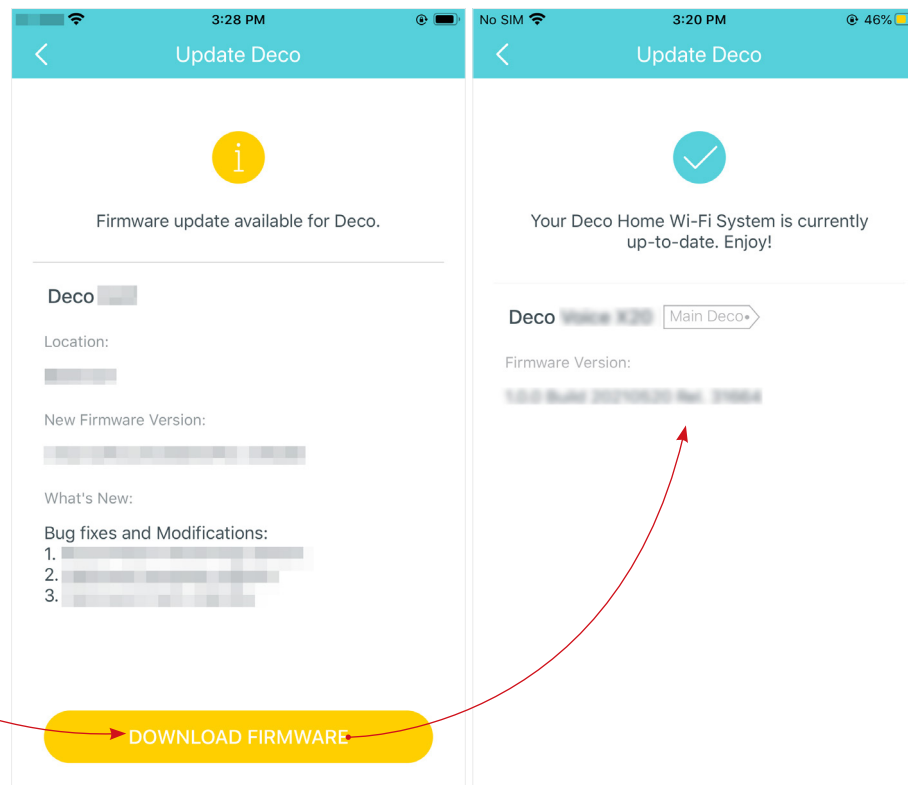 3:28 PM
Update Deco
Firmware update available for Deco.
Deco
Location:
New Firmware Version:
What's New:
Bug fixes and Modifications:
1.
2.
3.
DOWNLOAD FIRMWARE
No SIM 3:20 PM 46%
Update Deco
Your Deco Home Wi-Fi System is currently
up-to-date. Enjoy!
Deco Voice X20 Main Deco
Firmware Version: